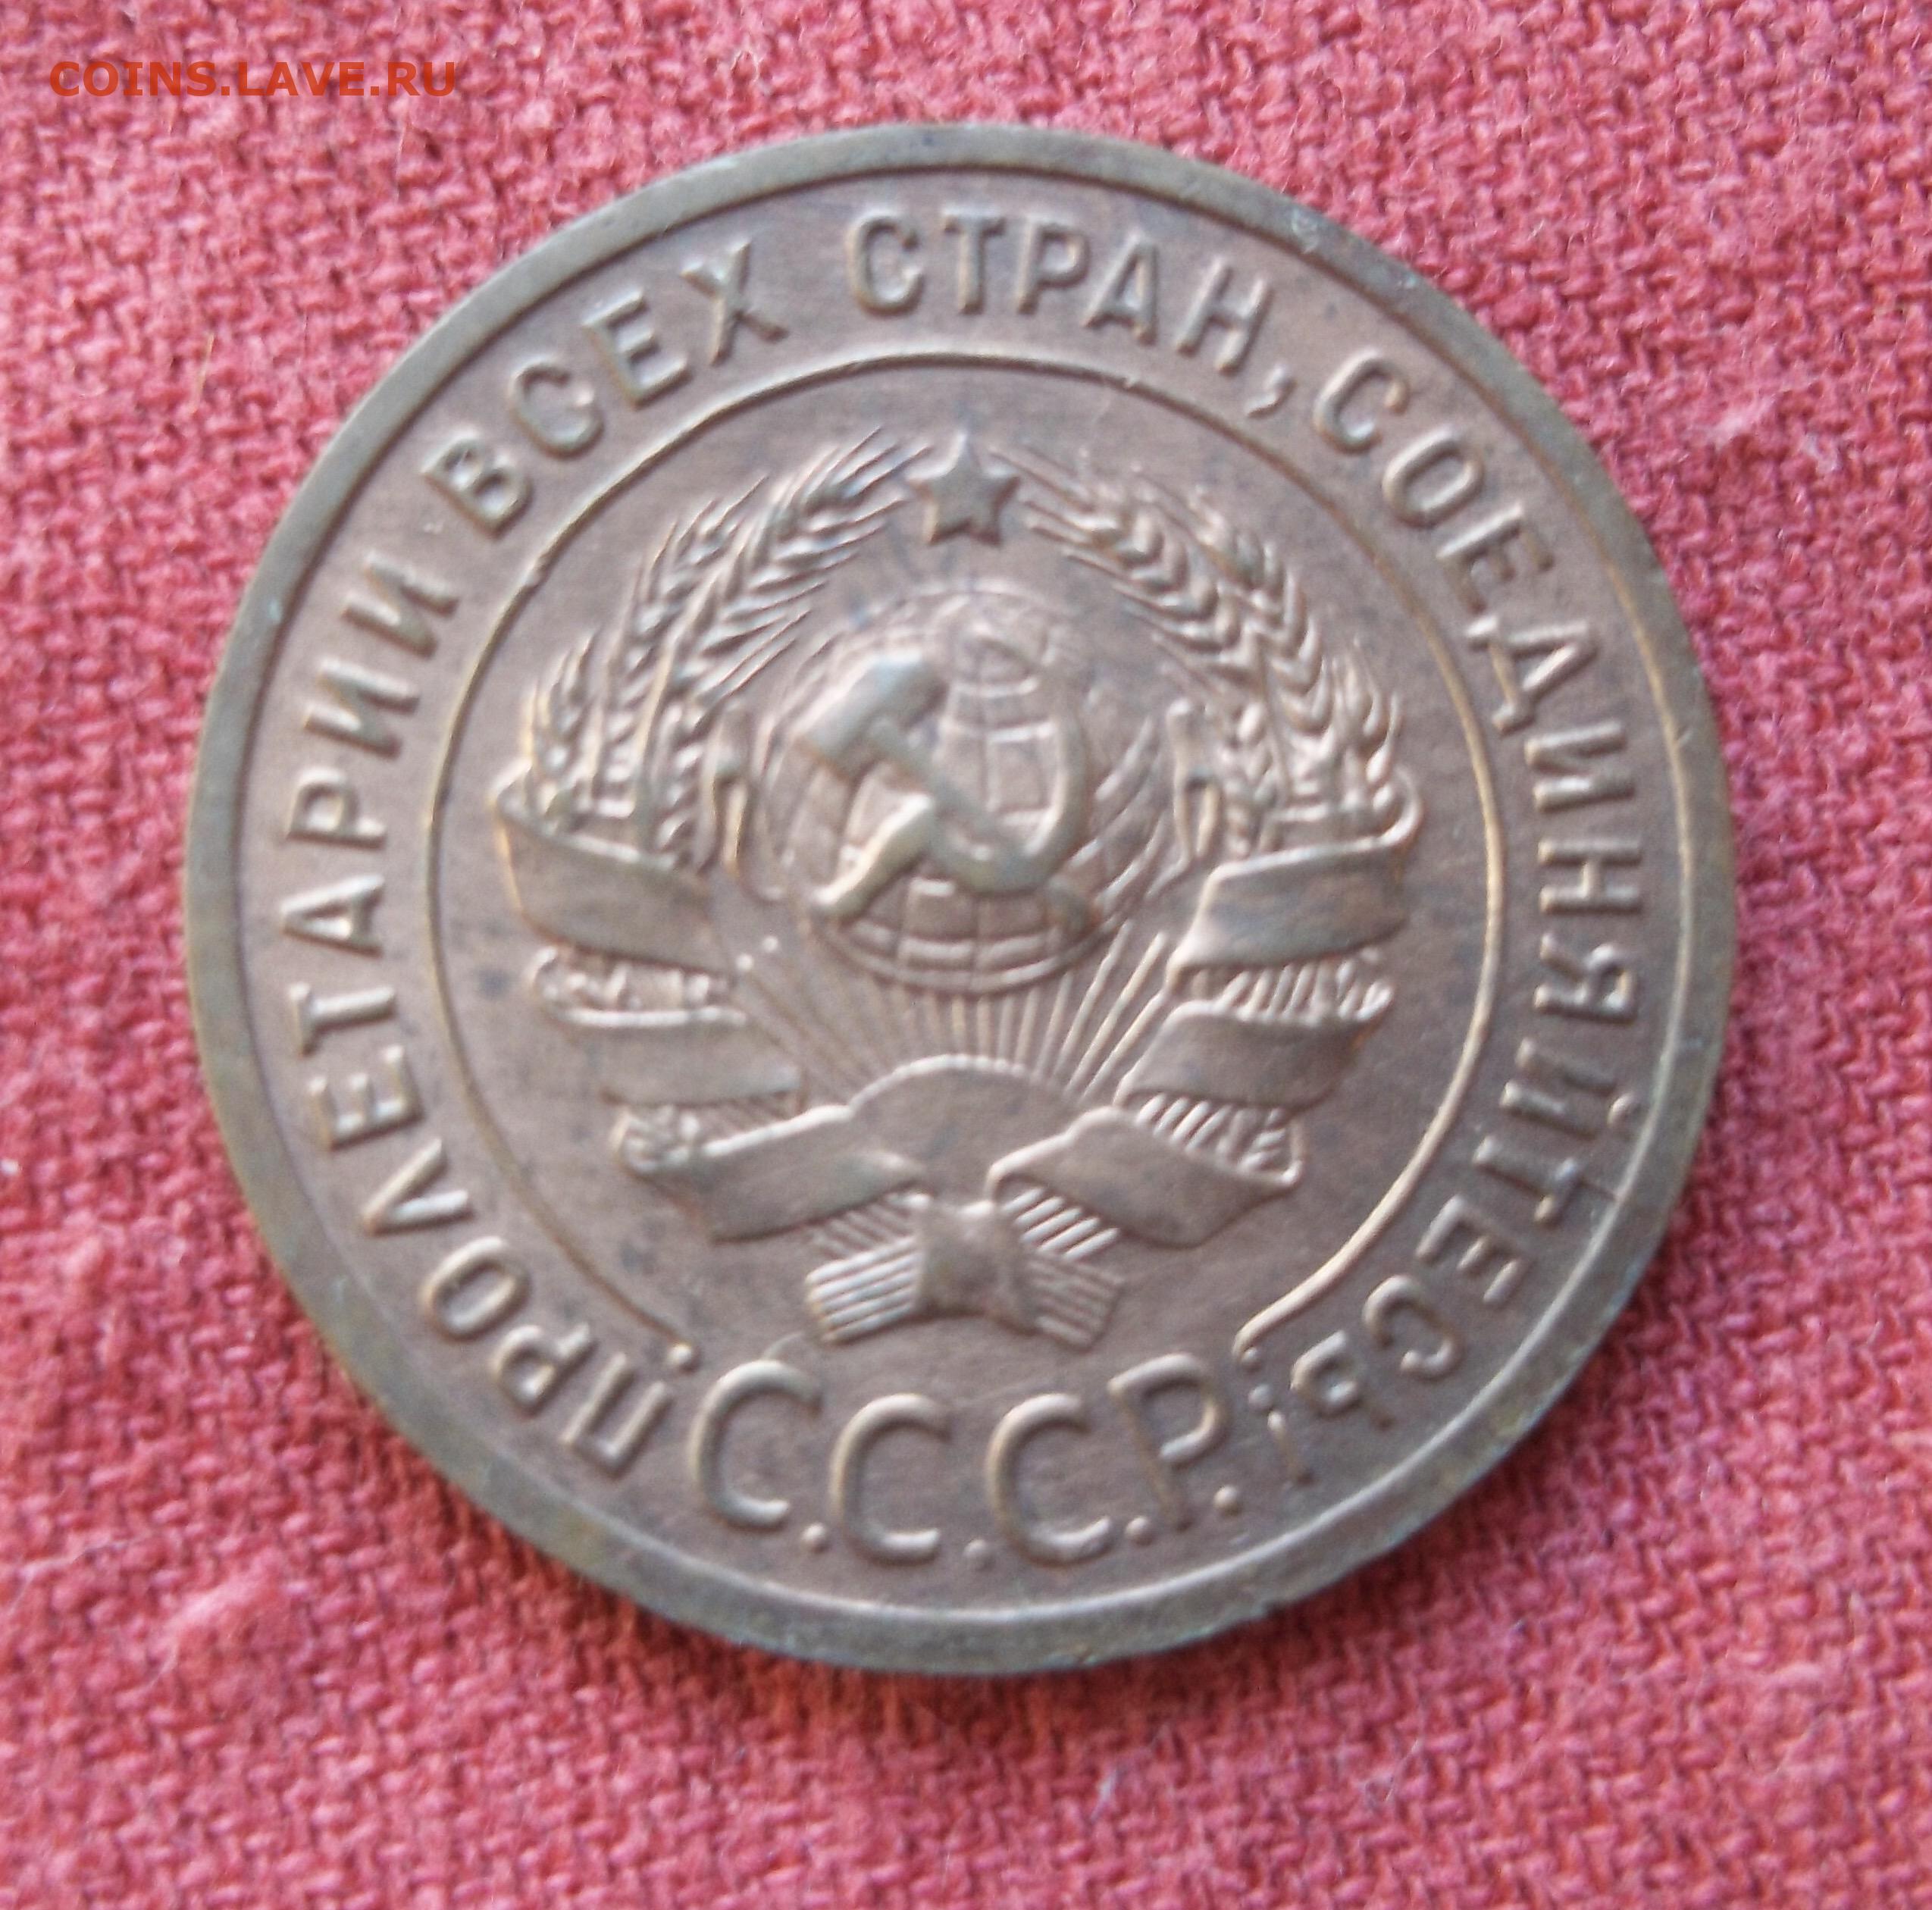 COINS.LAVE.RU
ПРОЛЕТАРИИ ВСЕХ СТРАН, СОЕДИНЯЙТЕСЬ!
С.С.С.Р.